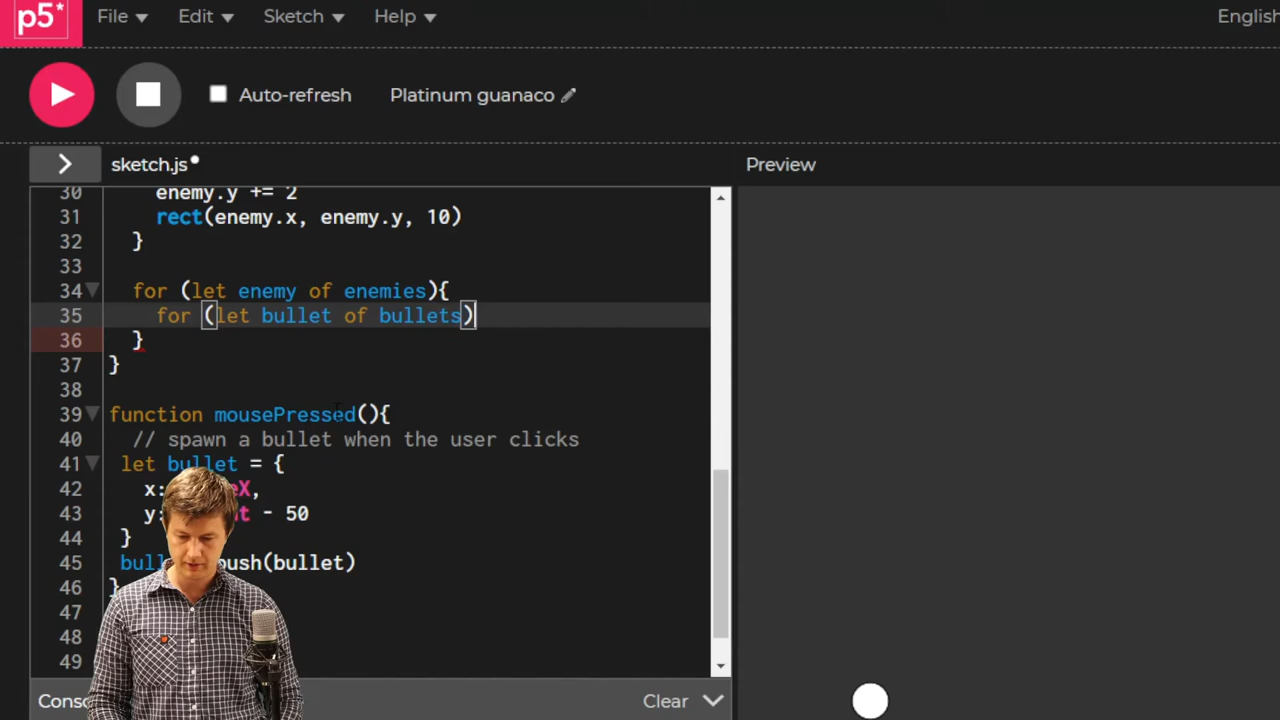 p5*
File Edit Sketch Help
English
Auto-refresh
Platinum guanaco
sketch.js
Preview
30 enemy.y += 2
31 rect(enemy.x, enemy.y, 10)
32 }
33
34 for (let enemy of enemies){
35 for (let bullet of bullets)
36 }
37 }
38
39 function mousePressed(){
40 // spawn a bullet when the user clicks
41 let bullet = {
42 x: eX,
43 y: t - 50
44 }
45 bull push(bullet)
46 }
47
48
49
Conso
Clear